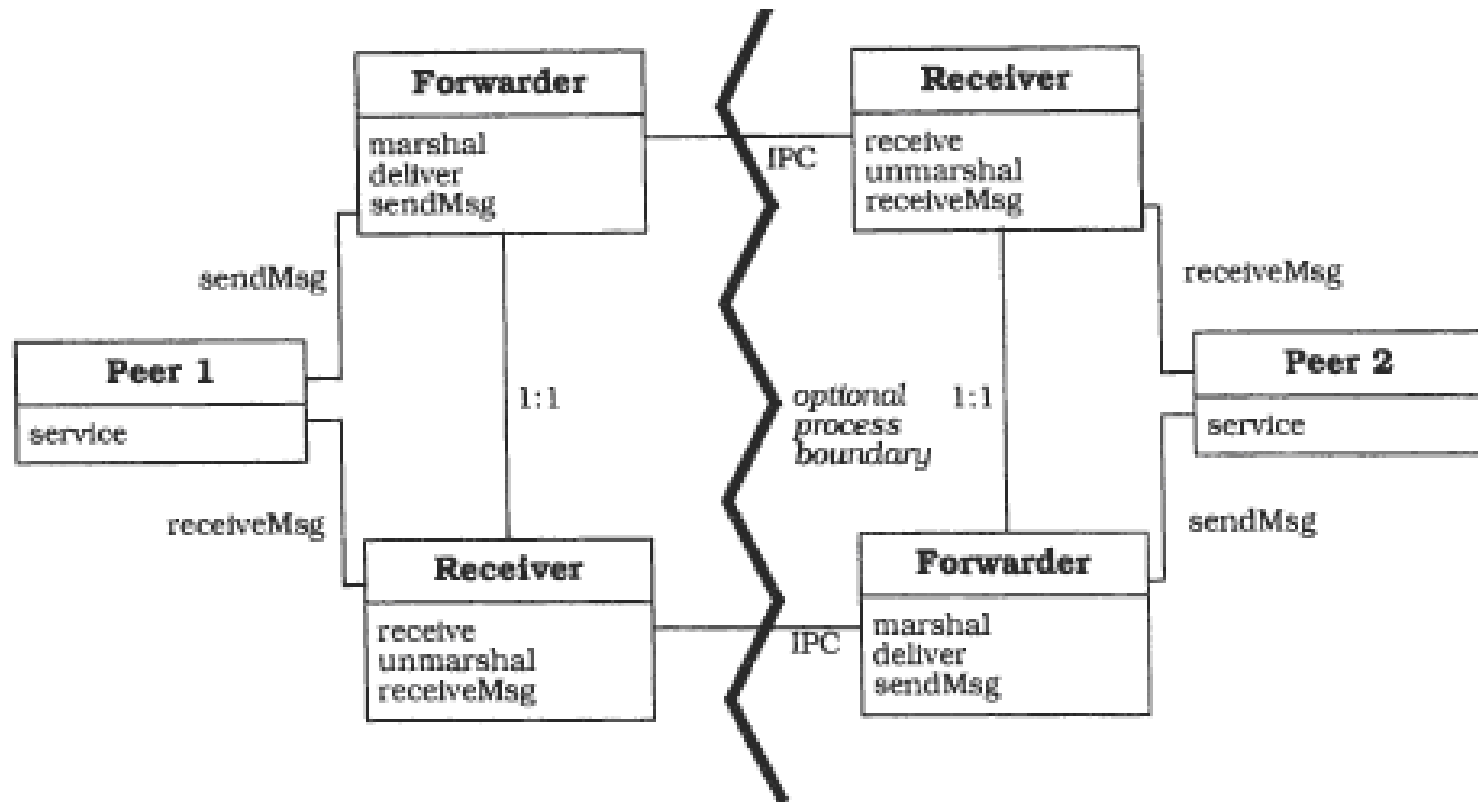 Forwarder
marshal
deliver
sendMsg
Receiver
receive
unmarshal
receiveMsg
IPC
sendMsg
receiveMsg
Peer 1
service
1:1
optional
process
boundary
1:1
Peer 2
service
receiveMsg
sendMsg
Receiver
receive
unmarshal
receiveMsg
IPC
Forwarder
marshal
deliver
sendMsg